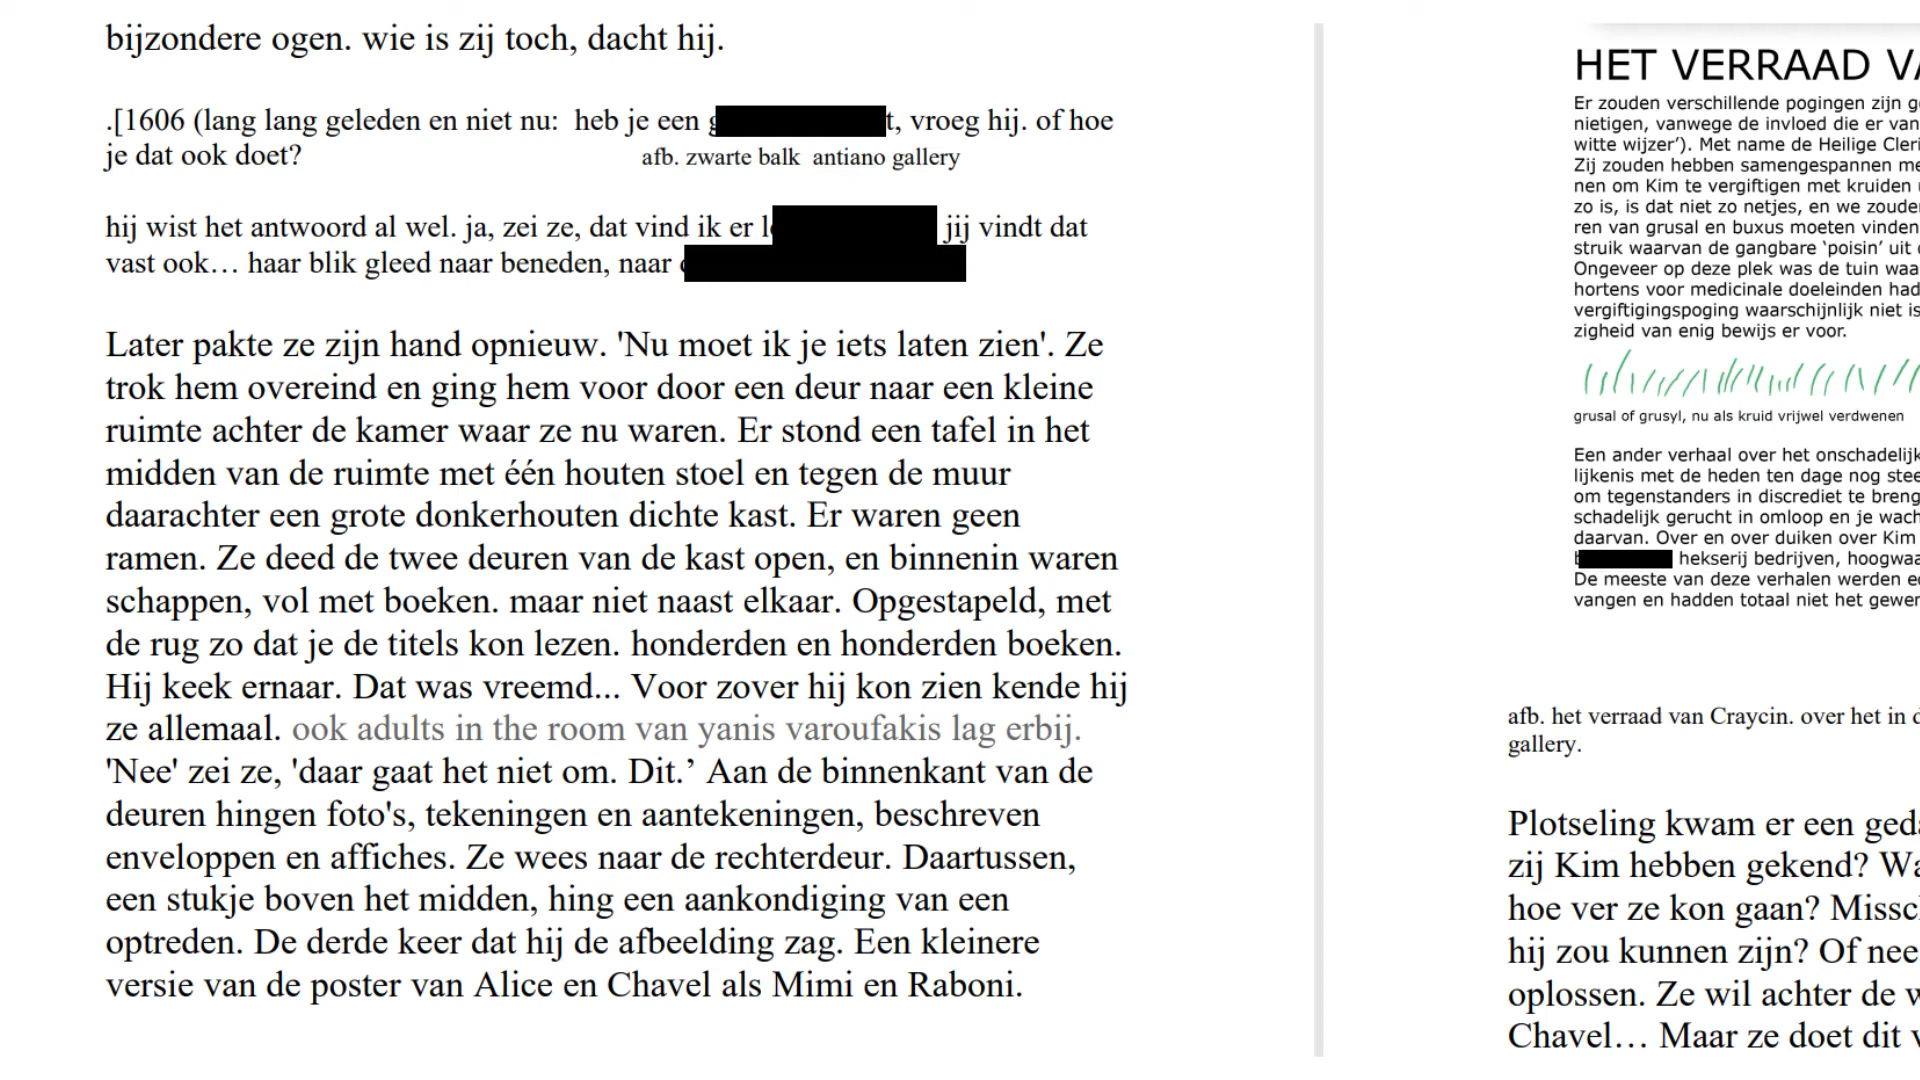 bijzondere ogen. wie is zij toch, dacht hij.
.[1606 (lang lang geleden en niet nu:  heb je een g t, vroeg hij. of hoe
je dat ook doet?
afb. zwarte balk  antiano gallery
hij wist het antwoord al wel. ja, zei ze, dat vind ik er l jij vindt dat
vast ook… haar blik gleed naar beneden, naar
Later pakte ze zijn hand opnieuw. 'Nu moet ik je iets laten zien'. Ze
trok hem overeind en ging hem voor door een deur naar een kleine
ruimte achter de kamer waar ze nu waren. Er stond een tafel in het
midden van de ruimte met één houten stoel en tegen de muur
daarachter een grote donkerhouten dichte kast. Er waren geen
ramen. Ze deed de twee deuren van de kast open, en binnenin waren
schappen, vol met boeken. maar niet naast elkaar. Opgestapeld, met
de rug zo dat je de titels kon lezen. honderden en honderden boeken.
Hij keek ernaar. Dat was vreemd... Voor zover hij kon zien kende hij
ze allemaal. ook adults in the room van yanis varoufakis lag erbij.
'Nee' zei ze, 'daar gaat het niet om. Dit.’ Aan de binnenkant van de
deuren hingen foto's, tekeningen en aantekeningen, beschreven
enveloppen en affiches. Ze wees naar de rechterdeur. Daartussen,
een stukje boven het midden, hing een aankondiging van een
optreden. De derde keer dat hij de afbeelding zag. Een kleinere
versie van de poster van Alice en Chavel als Mimi en Raboni.
HET VERRAAD VA
Er zouden verschillende pogingen zijn g
nietigen, vanwege de invloed die er van
witte wijzer’). Met name de Heilige Cleri
Zij zouden hebben samengespannen me
nen om Kim te vergiftigen met kruiden
zo is, is dat niet zo netjes, en we zoude
ren van grusal en buxus moeten vinden
struik waarvan de gangbare ‘poisin’ uit
Ongeveer op deze plek was de tuin waa
hortens voor medicinale doeleinden had
vergiftigingspoging waarschijnlijk niet is
zigheid van enig bewijs er voor.
grusal of grusyl, nu als kruid vrijwel verdwenen
Een ander verhaal over het onschadelijk
lijkenis met de heden ten dage nog stee
om tegenstanders in discrediet te breng
schadelijk gerucht in omloop en je wach
daarvan. Over en over duiken over Kim
hekserij bedrijven, hoogwaa
De meeste van deze verhalen werden e
vangen en hadden totaal niet het gewer
afb. het verraad van Craycin. over het in d
gallery.
Plotseling kwam er een geda
zij Kim hebben gekend? Wa
hoe ver ze kon gaan? Missc
hij zou kunnen zijn? Of nee
oplossen. Ze wil achter de w
Chavel… Maar ze doet dit v